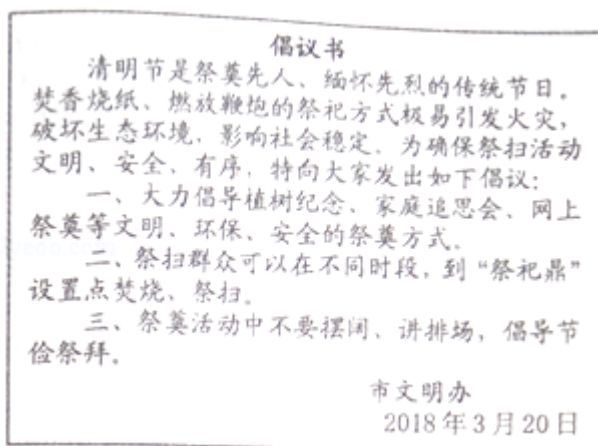 倡议书
清明节是祭奠先人、缅怀先烈的传统节日。
焚香烧纸、燃放鞭炮的祭祀方式极易引发火灾,
破坏生态环境,影响社会稳定。为确保祭扫活动
文明、安全、有序,特向大家发出如下倡议:
一、大力倡导植树纪念、家庭追思会、网上
祭奠等文明、环保、安全的祭奠方式。
二、祭扫群众可以在不同时段,到“祭祀鼎”
设置点焚烧、祭扫。
三、祭奠活动中不要摆阔、讲排场,倡导节
俭祭拜。
市文明办
2018年3月20日